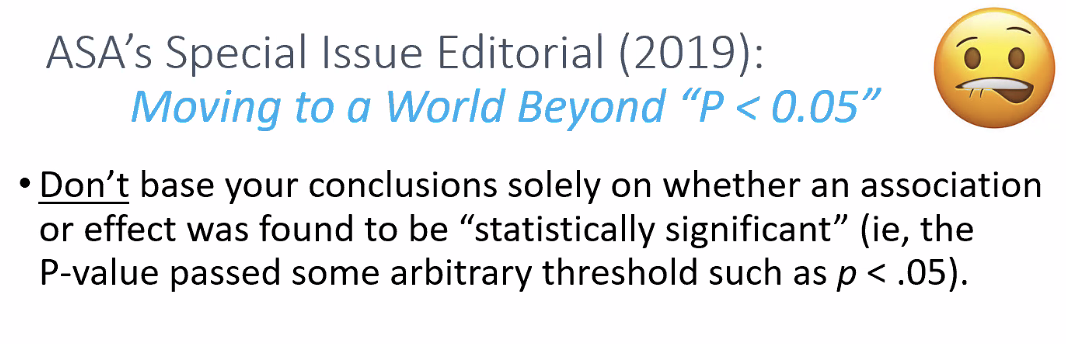 ASA’s Special Issue Editorial (2019):
Moving to a World Beyond “P < 0.05”
• Don’t base your conclusions solely on whether an association
or effect was found to be “statistically significant” (ie, the
P-value passed some arbitrary threshold such as p < .05).